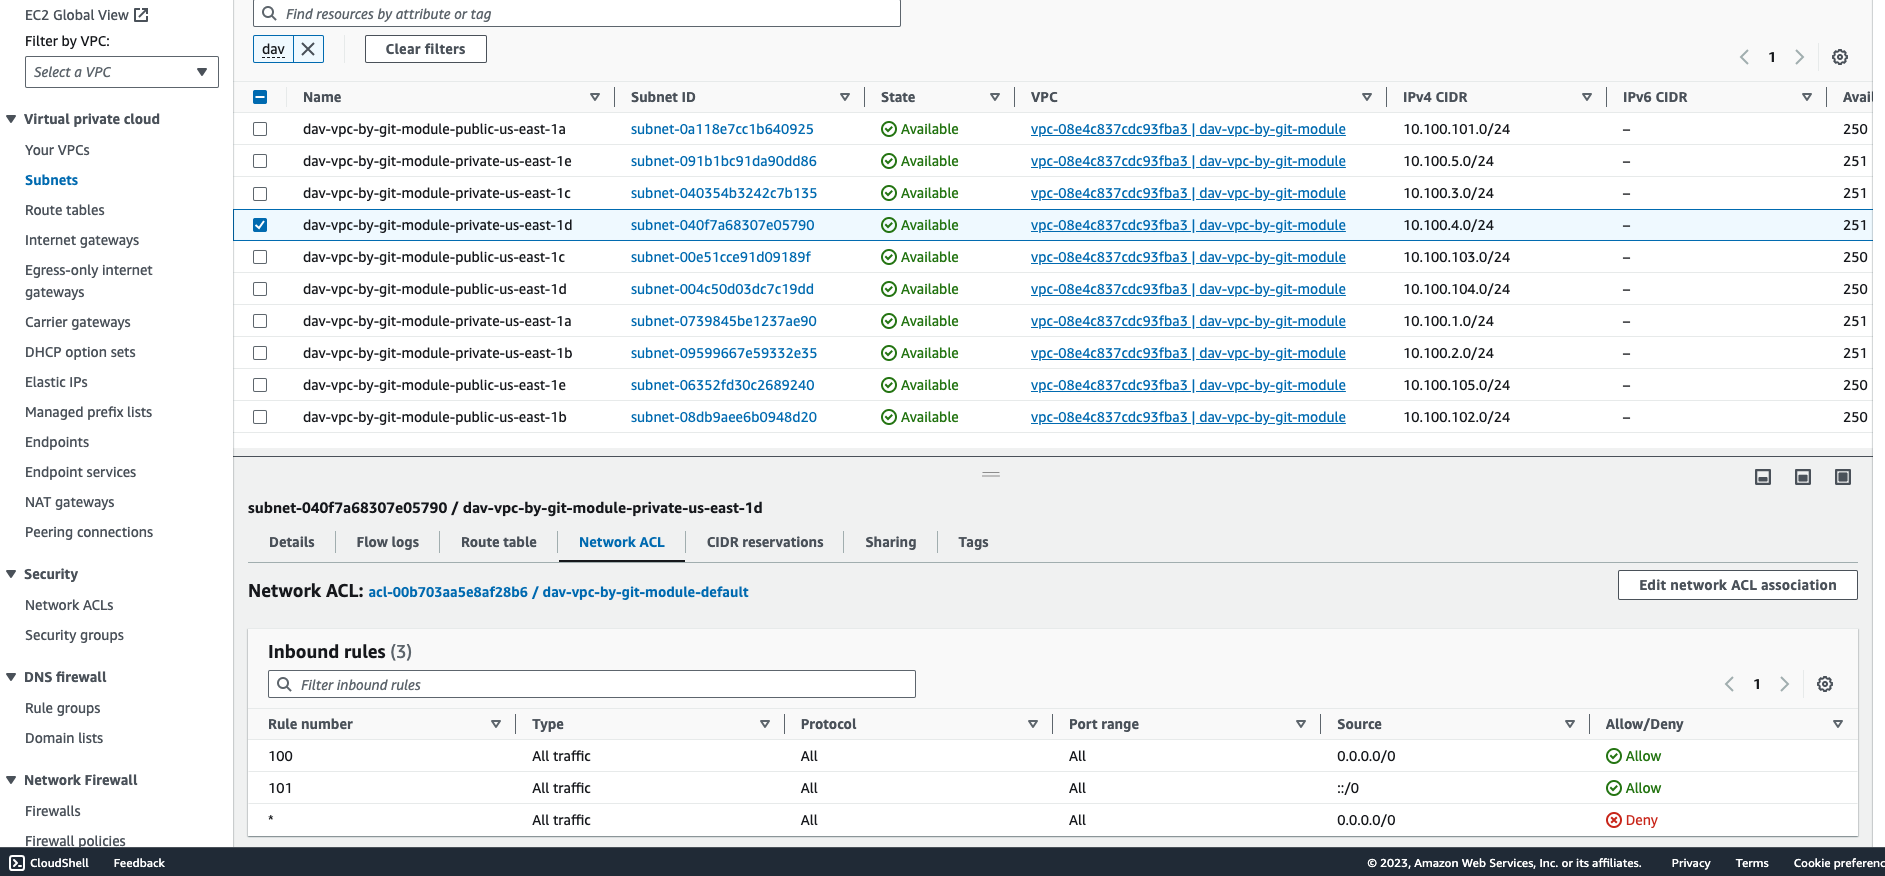 EC2 Global View
Filter by VPC:
Select a VPC
Virtual private cloud
Your VPCs
Subnets
Route tables
Internet gateways
Egress-only internet
gateways
Carrier gateways
DHCP option sets
Elastic IPs
Managed prefix lists
Endpoints
Endpoint services
NAT gateways
Peering connections
Security
Network ACLs
Security groups
DNS firewall
Rule groups
Domain lists
Network Firewall
Firewalls
Firewall policies
Find resources by attribute or tag
dav Clear filters 1
Name Subnet ID State VPC IPv4 CIDR IPv6 CIDR Avail
dav-vpc-by-git-module-public-us-east-1a subnet-0a118e7cc1b640925 Available vpc-08e4c837cdc93fba3 | dav-vpc-by-git-module 10.100.101.0/24 – 250
dav-vpc-by-git-module-private-us-east-1e subnet-091b1bc91da90dd86 Available vpc-08e4c837cdc93fba3 | dav-vpc-by-git-module 10.100.5.0/24 – 251
dav-vpc-by-git-module-private-us-east-1c subnet-040354b3242c7b135 Available vpc-08e4c837cdc93fba3 | dav-vpc-by-git-module 10.100.3.0/24 – 251
dav-vpc-by-git-module-private-us-east-1d subnet-040f7a68307e05790 Available vpc-08e4c837cdc93fba3 | dav-vpc-by-git-module 10.100.4.0/24 – 251
dav-vpc-by-git-module-public-us-east-1c subnet-00e51cce91d09189f Available vpc-08e4c837cdc93fba3 | dav-vpc-by-git-module 10.100.103.0/24 – 250
dav-vpc-by-git-module-public-us-east-1d subnet-004c50d03dc7c19dd Available vpc-08e4c837cdc93fba3 | dav-vpc-by-git-module 10.100.104.0/24 – 250
dav-vpc-by-git-module-private-us-east-1a subnet-0739845be1237ae90 Available vpc-08e4c837cdc93fba3 | dav-vpc-by-git-module 10.100.1.0/24 – 251
dav-vpc-by-git-module-private-us-east-1b subnet-09599667e59332e35 Available vpc-08e4c837cdc93fba3 | dav-vpc-by-git-module 10.100.2.0/24 – 251
dav-vpc-by-git-module-public-us-east-1e subnet-06352fd30c2689240 Available vpc-08e4c837cdc93fba3 | dav-vpc-by-git-module 10.100.105.0/24 – 250
dav-vpc-by-git-module-public-us-east-1b subnet-08db9aee6b0948d20 Available vpc-08e4c837cdc93fba3 | dav-vpc-by-git-module 10.100.102.0/24 – 250
subnet-040f7a68307e05790 / dav-vpc-by-git-module-private-us-east-1d
Details Flow logs Route table Network ACL CIDR reservations Sharing Tags
Network ACL: acl-00b703aa5e8af28b6 / dav-vpc-by-git-module-default Edit network ACL association
Inbound rules (3)
Filter inbound rules 1
Rule number Type Protocol Port range Source Allow/Deny
100 All traffic All All 0.0.0.0/0 Allow
101 All traffic All All ::/0 Allow
* All traffic All All 0.0.0.0/0 Deny
CloudShell Feedback © 2023, Amazon Web Services, Inc. or its affiliates. Privacy Terms Cookie preferenc